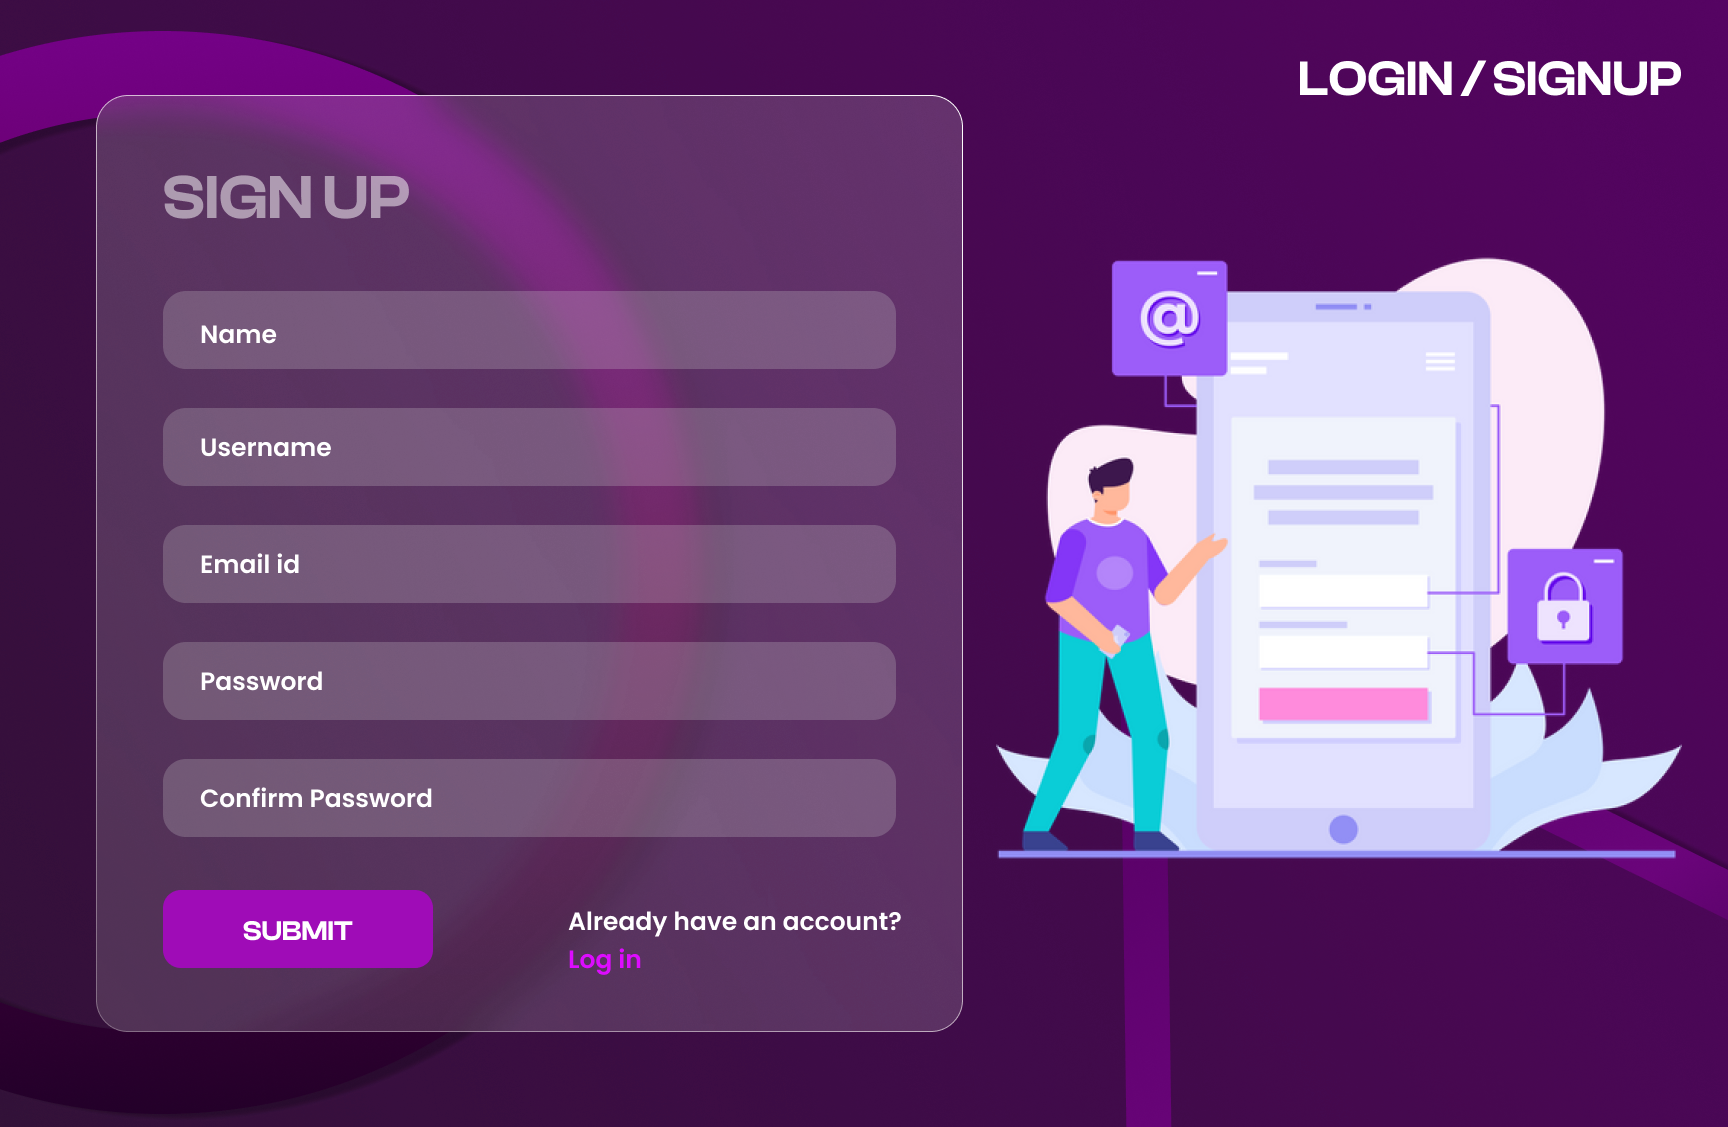 LOGIN / SIGNUP
SIGN UP
Name
Username
Email id
Password
Confirm Password
SUBMIT
Already have an account?
Log in
@